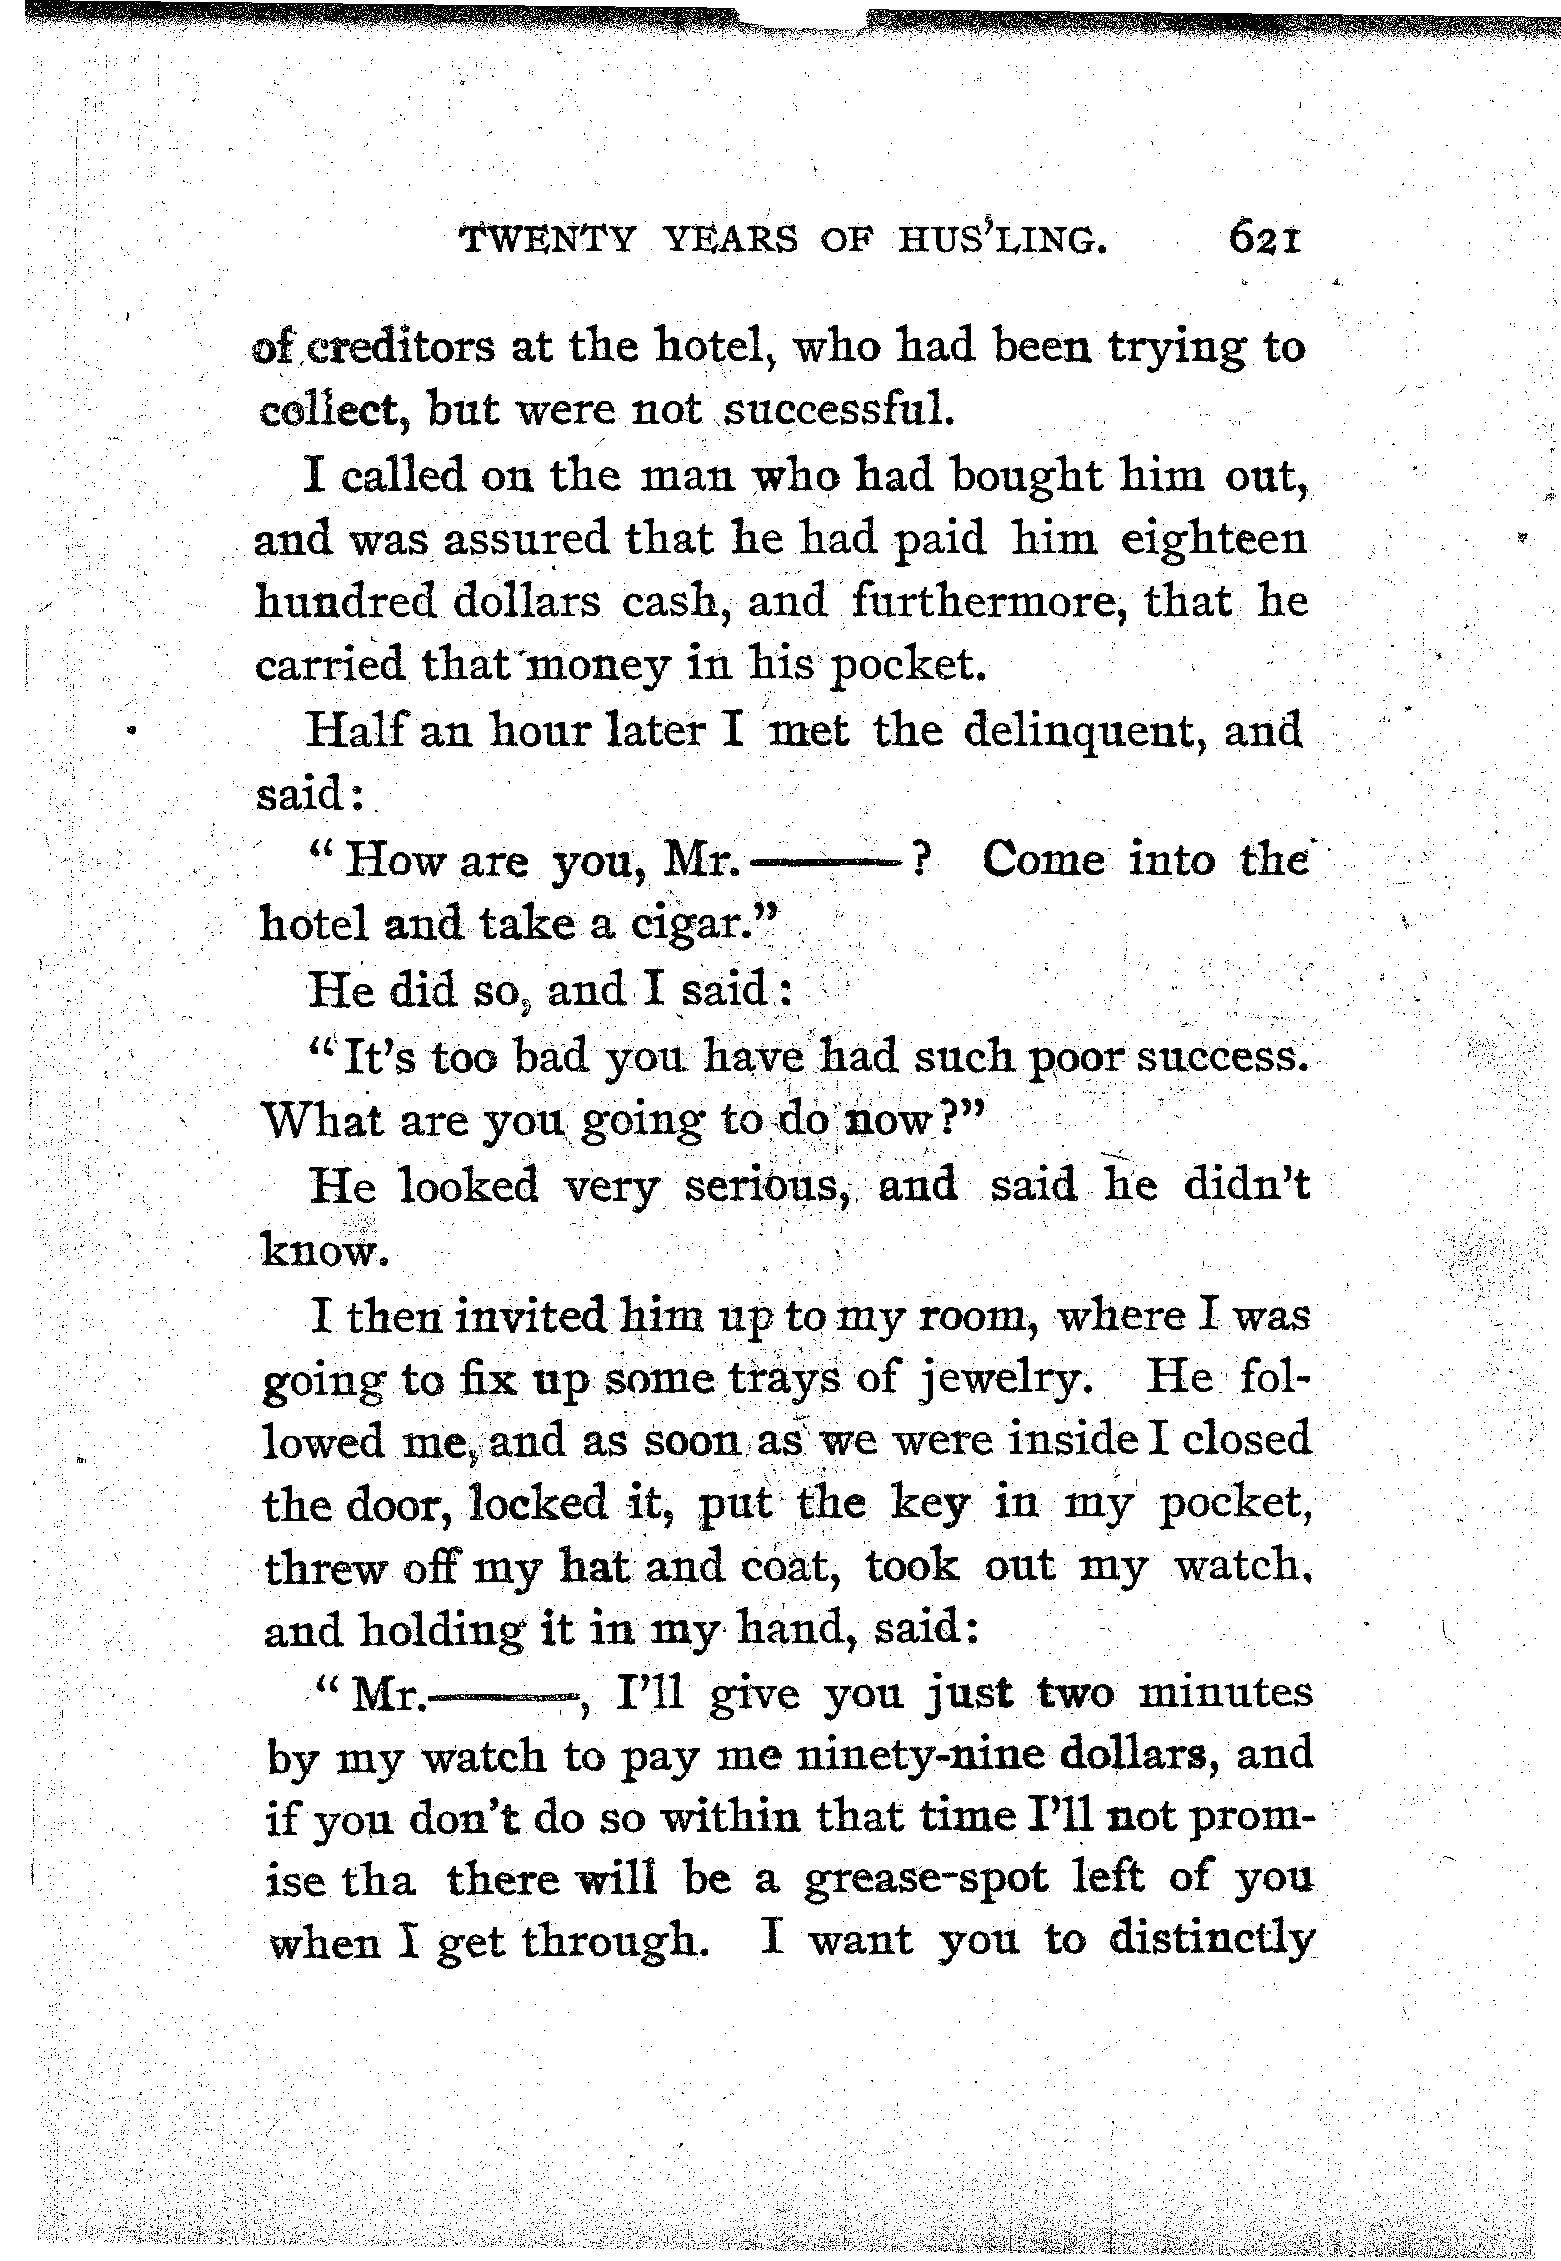 TWENTY YEARS OF HUS'LING. 621
of creditors at the hotel, who had been trying to
collect, but were not successful.
I called on the man who had bought him out,
and was assured that he had paid him eighteen
hundred dollars cash, and furthermore, that he
carried that money in his pocket.
Half an hour later I met the delinquent, and
said:
"How are you, Mr.———? Come into the
hotel and take a cigar."
He did so, and I said:
"It's too bad you have had such poor success.
What are you going to do now?"
He looked very serious, and said he didn't
know.
I then invited him up to my room, where I was
going to fix up some trays of jewelry. He fol-
lowed me, and as soon as we were inside I closed
the door, locked it, put the key in my pocket,
threw off my hat and coat, took out my watch,
and holding it in my hand, said:
"Mr.———, I'll give you just two minutes
by my watch to pay me ninety-nine dollars, and
if you don't do so within that time I'll not prom-
ise tha there will be a grease-spot left of you
when I get through. I want you to distinctly